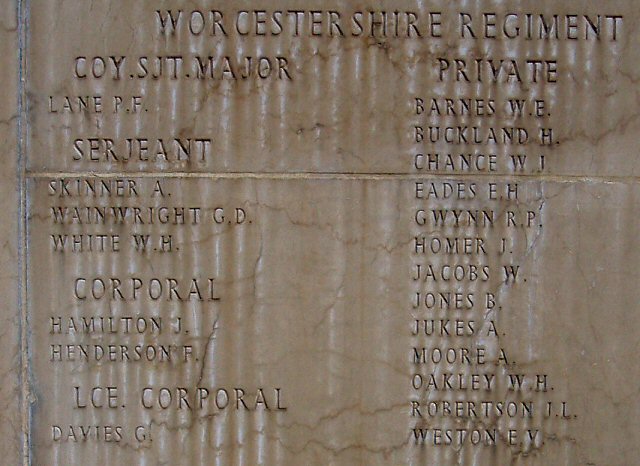 WORCESTERSHIRE REGIMENT
COY. SJT. MAJOR
LANE P.F.
SERJEANT
SKINNER A.
WAINWRIGHT G.D.
WHITE W.H.
CORPORAL
HAMILTON J.
HENDERSON F.
LCE. CORPORAL
DAVIES G.
PRIVATE
BARNES W.E.
BUCKLAND H.
CHANCE W.J.
EADES E.H.
GWYNN R.P.
HOMER J.
JACOBS W.
JONES B.
JUKES A.
MOORE A.
OAKLEY W.H.
ROBERTSON J.L.
WESTON E.V.